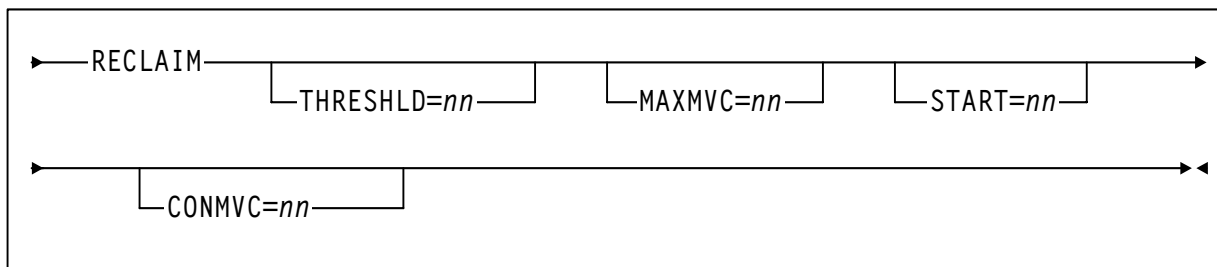 RECLAIM
THRESHLD=nn
MAXMVC=nn
START=nn
CONMVC=nn